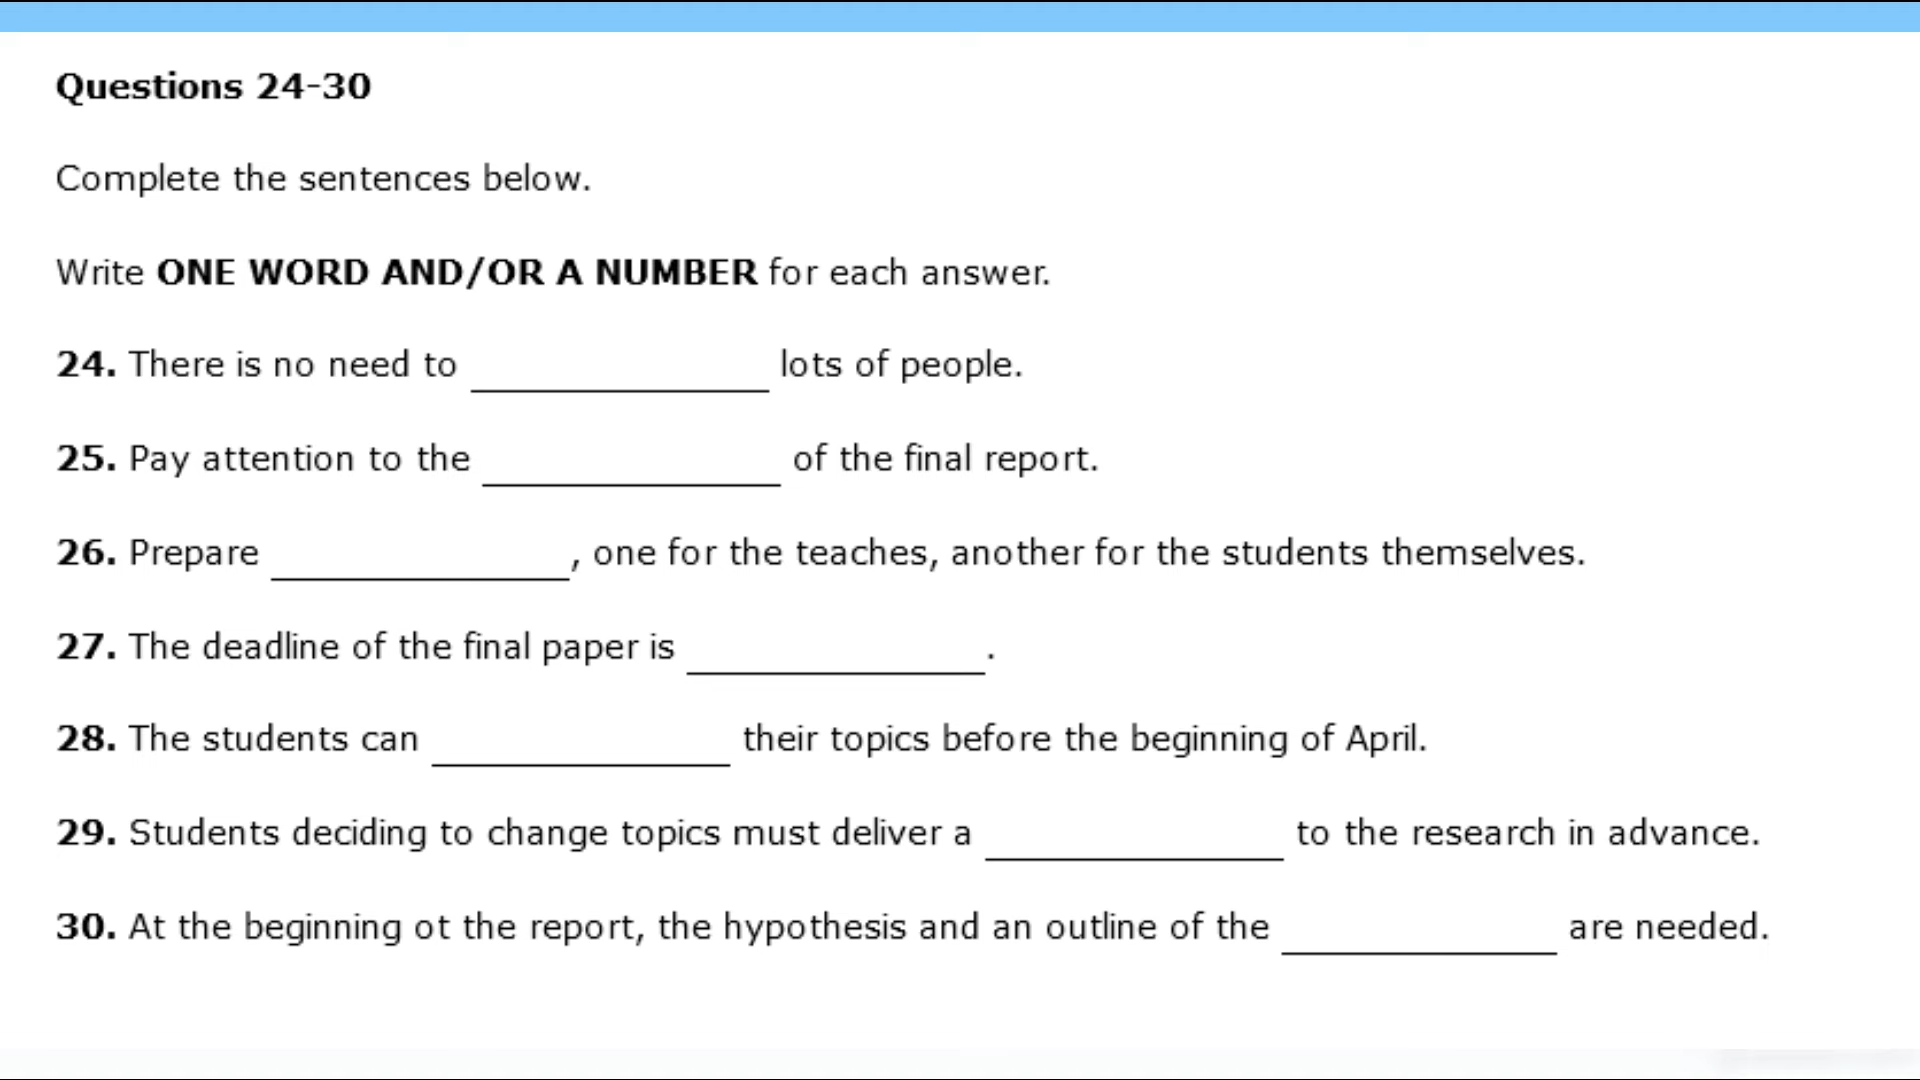 Questions 24-30
Complete the sentences below.
Write ONE WORD AND/OR A NUMBER for each answer.
24. There is no need to ______________ lots of people.
25. Pay attention to the ______________ of the final report.
26. Prepare ______________, one for the teaches, another for the students themselves.
27. The deadline of the final paper is ______________.
28. The students can ______________ their topics before the beginning of April.
29. Students deciding to change topics must deliver a ______________ to the research in advance.
30. At the beginning ot the report, the hypothesis and an outline of the _____________ are needed.